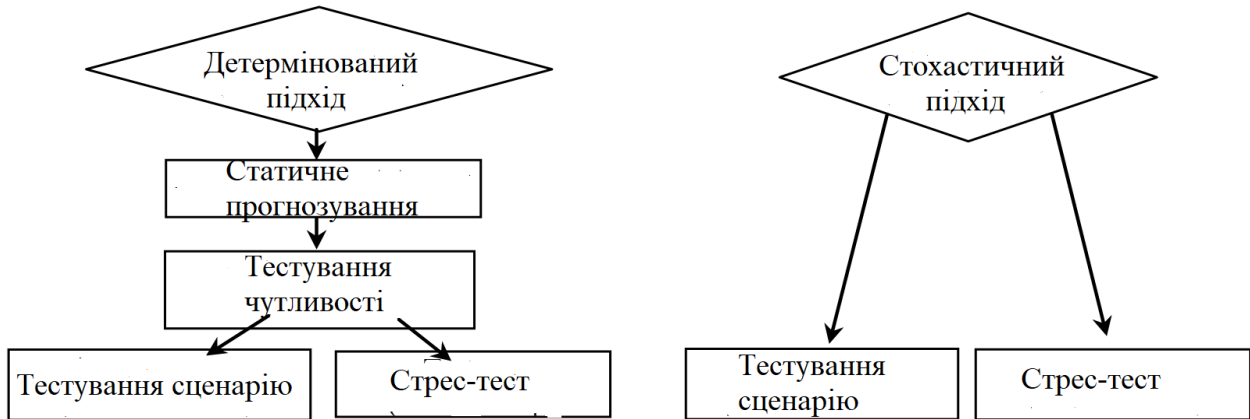 Детермінований
підхід
Статичне
прогнозування
Тестування
чутливості
Тестування сценарію
Стрес-тест
Стохастичний
підхід
Тестування
сценарію
Стрес-тест